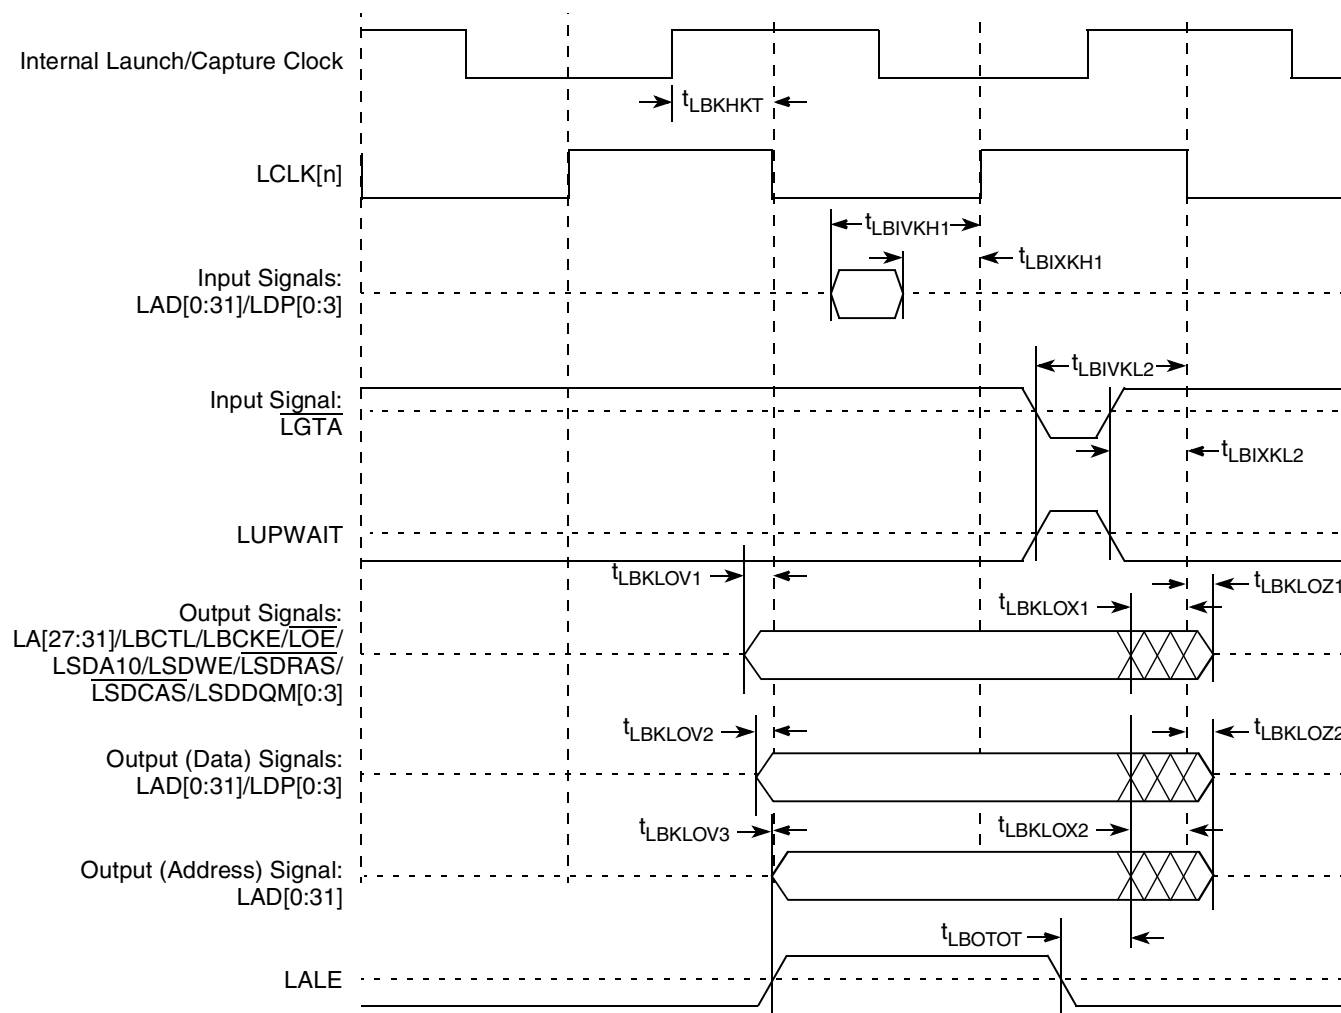 Internal Launch/Capture Clock
tLBKHKT
LCLK[n]
tLBIVKH1
tLBIXKH1
Input Signals:
LAD[0:31]/LDP[0:3]
tLBIVKL2
Input Signal:
LGTA
tLBIXKL2
LUPWAIT
tLBKLOV1
tLBKLOZ1
tLBKLOX1
Output Signals:
LA[27:31]/LBCTL/LBCKE/LOE/
LSDA10/LSDWE/LSDRAS/
LSDCAS/LSDDQM[0:3]
tLBKLOV2
tLBKLOZ2
Output (Data) Signals:
LAD[0:31]/LDP[0:3]
tLBKLOV3
tLBKLOX2
Output (Address) Signal:
LAD[0:31]
tLBOTOT
LALE